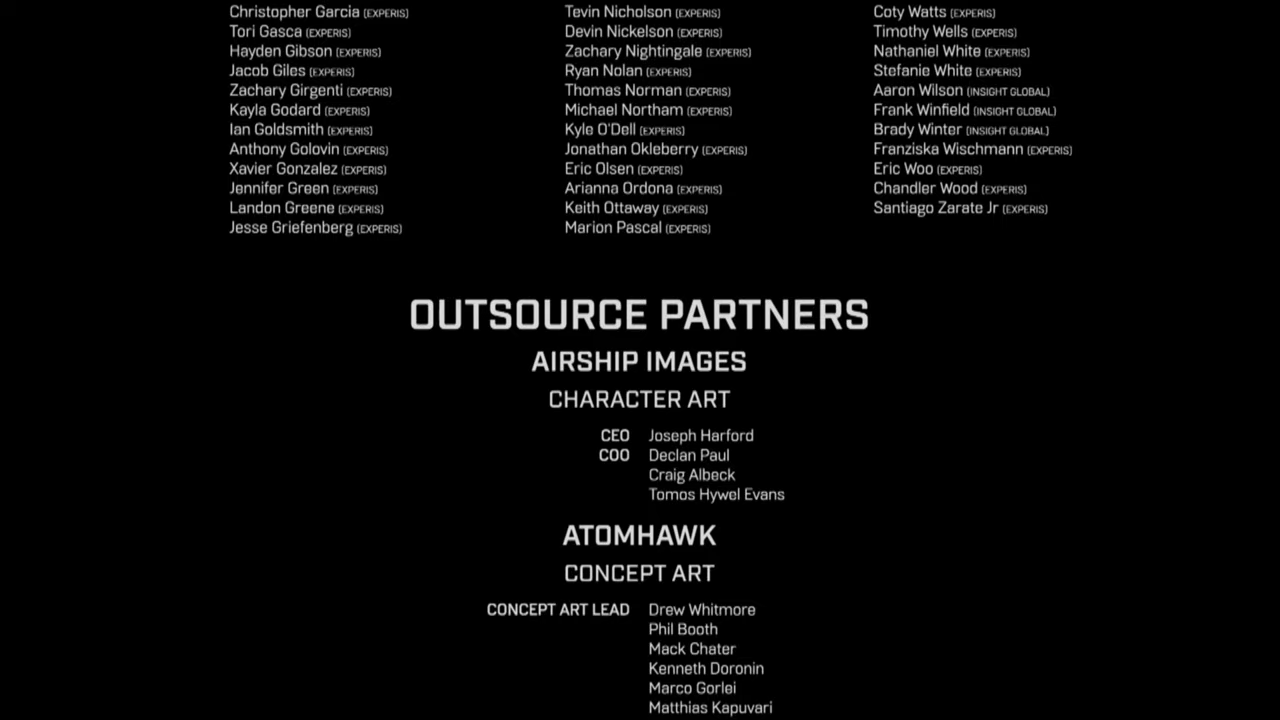 Christopher Garcia (EXPERIS)
Tori Gasca (EXPERIS)
Hayden Gibson (EXPERIS)
Jacob Giles (EXPERIS)
Zachary Girgenti (EXPERIS)
Kayla Godard (EXPERIS)
Ian Goldsmith (EXPERIS)
Anthony Golovin (EXPERIS)
Xavier Gonzalez (EXPERIS)
Jennifer Green (EXPERIS)
Landon Greene (EXPERIS)
Jesse Griefenberg (EXPERIS)
Tevin Nicholson (EXPERIS)
Devin Nickelson (EXPERIS)
Zachary Nightingale (EXPERIS)
Ryan Nolan (EXPERIS)
Thomas Norman (EXPERIS)
Michael Northam (EXPERIS)
Kyle O'Dell (EXPERIS)
Jonathan Okleberry (EXPERIS)
Eric Olsen (EXPERIS)
Arianna Ordona (EXPERIS)
Keith Ottaway (EXPERIS)
Marion Pascal (EXPERIS)
Coty Watts (EXPERIS)
Timothy Wells (EXPERIS)
Nathaniel White (EXPERIS)
Stefanie White (EXPERIS)
Aaron Wilson (INSIGHT GLOBAL)
Frank Winfield (INSIGHT GLOBAL)
Brady Winter (INSIGHT GLOBAL)
Franziska Wischmann (EXPERIS)
Eric Woo (EXPERIS)
Chandler Wood (EXPERIS)
Santiago Zarate Jr (EXPERIS)
OUTSOURCE PARTNERS
AIRSHIP IMAGES
CHARACTER ART
CEO Joseph Harford
COO Declan Paul
Craig Albeck
Tomos Hywel Evans
ATOMHAWK
CONCEPT ART
CONCEPT ART LEAD Drew Whitmore
Phil Booth
Mack Chater
Kenneth Doronin
Marco Gorlei
Matthias Kapuvari